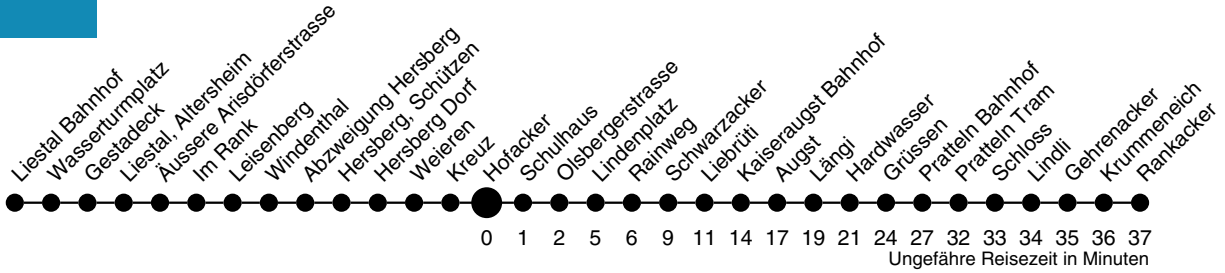 Liestal Bahnhof
Wasserturmplatz
Gestadeck
Liestal, Altersheim
Äussere Arisdörferstrasse
Im Rank
Leisenberg
Windenthal
Abzweigung Hersberg
Hersberg, Schützen
Hersberg Dorf
Weieren
Kreuz
Hofacker
Schulhaus
Olsbergerstrasse
Lindenplatz
Rainweg
Schwarzacker
Liebrüti
Kaiseraugst Bahnhof
Augst
Längi
Hardwasser
Grüssen
Pratteln Bahnhof
Pratteln Tram
Schloss
Lindli
Gehrenacker
Krummeneich
Rankacker
0 1 2 5 6 9 11 14 17 19 21 24 27 32 33 34 35 36 37
Ungefähre Reisezeit in Minuten